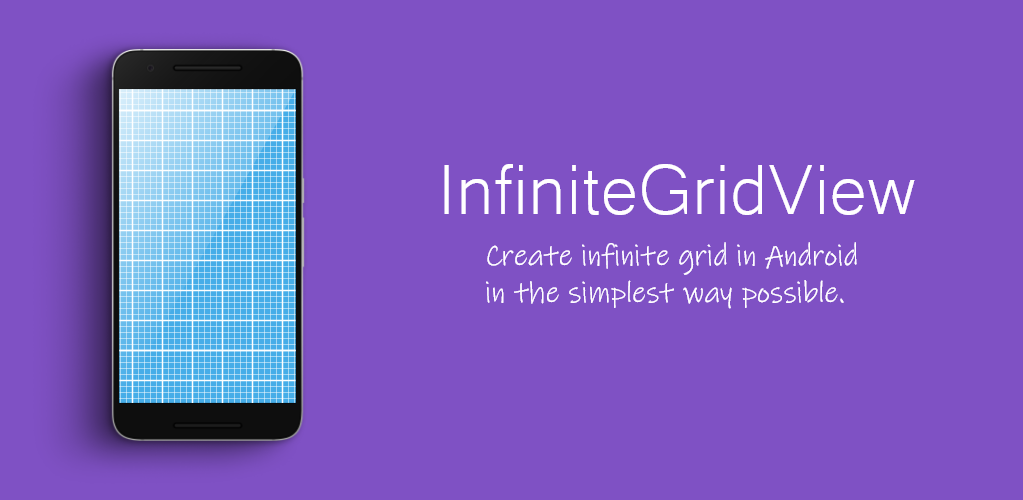 InfiniteGridView
Create infinite grid in Android
in the simplest way possible.